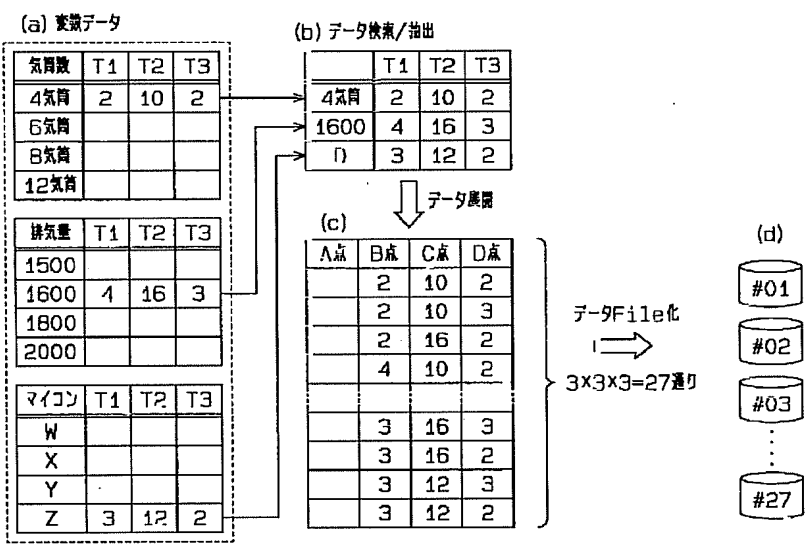 (a) 変数データ
気筒数 T1 T2 T3
4気筒 2 10 2
6気筒
8気筒
12気筒
排気量 T1 T2 T3
1500
1600 4 16 3
1800
2000
マイコン T1 T2 T3
W
X
Y
Z 3 12 2
(b) データ検索/抽出
T1 T2 T3
4気筒 2 10 2
1600 4 16 3
3 12 2
データ展開
(c)
A点 B点 C点 D点
2 10 2
2 10 3
2 16 2
4 10 2
3 16 3
3 16 2
3 12 3
3 12 2
データFile化
3×3×3=27通り
(d)
#01
#02
#03
#27